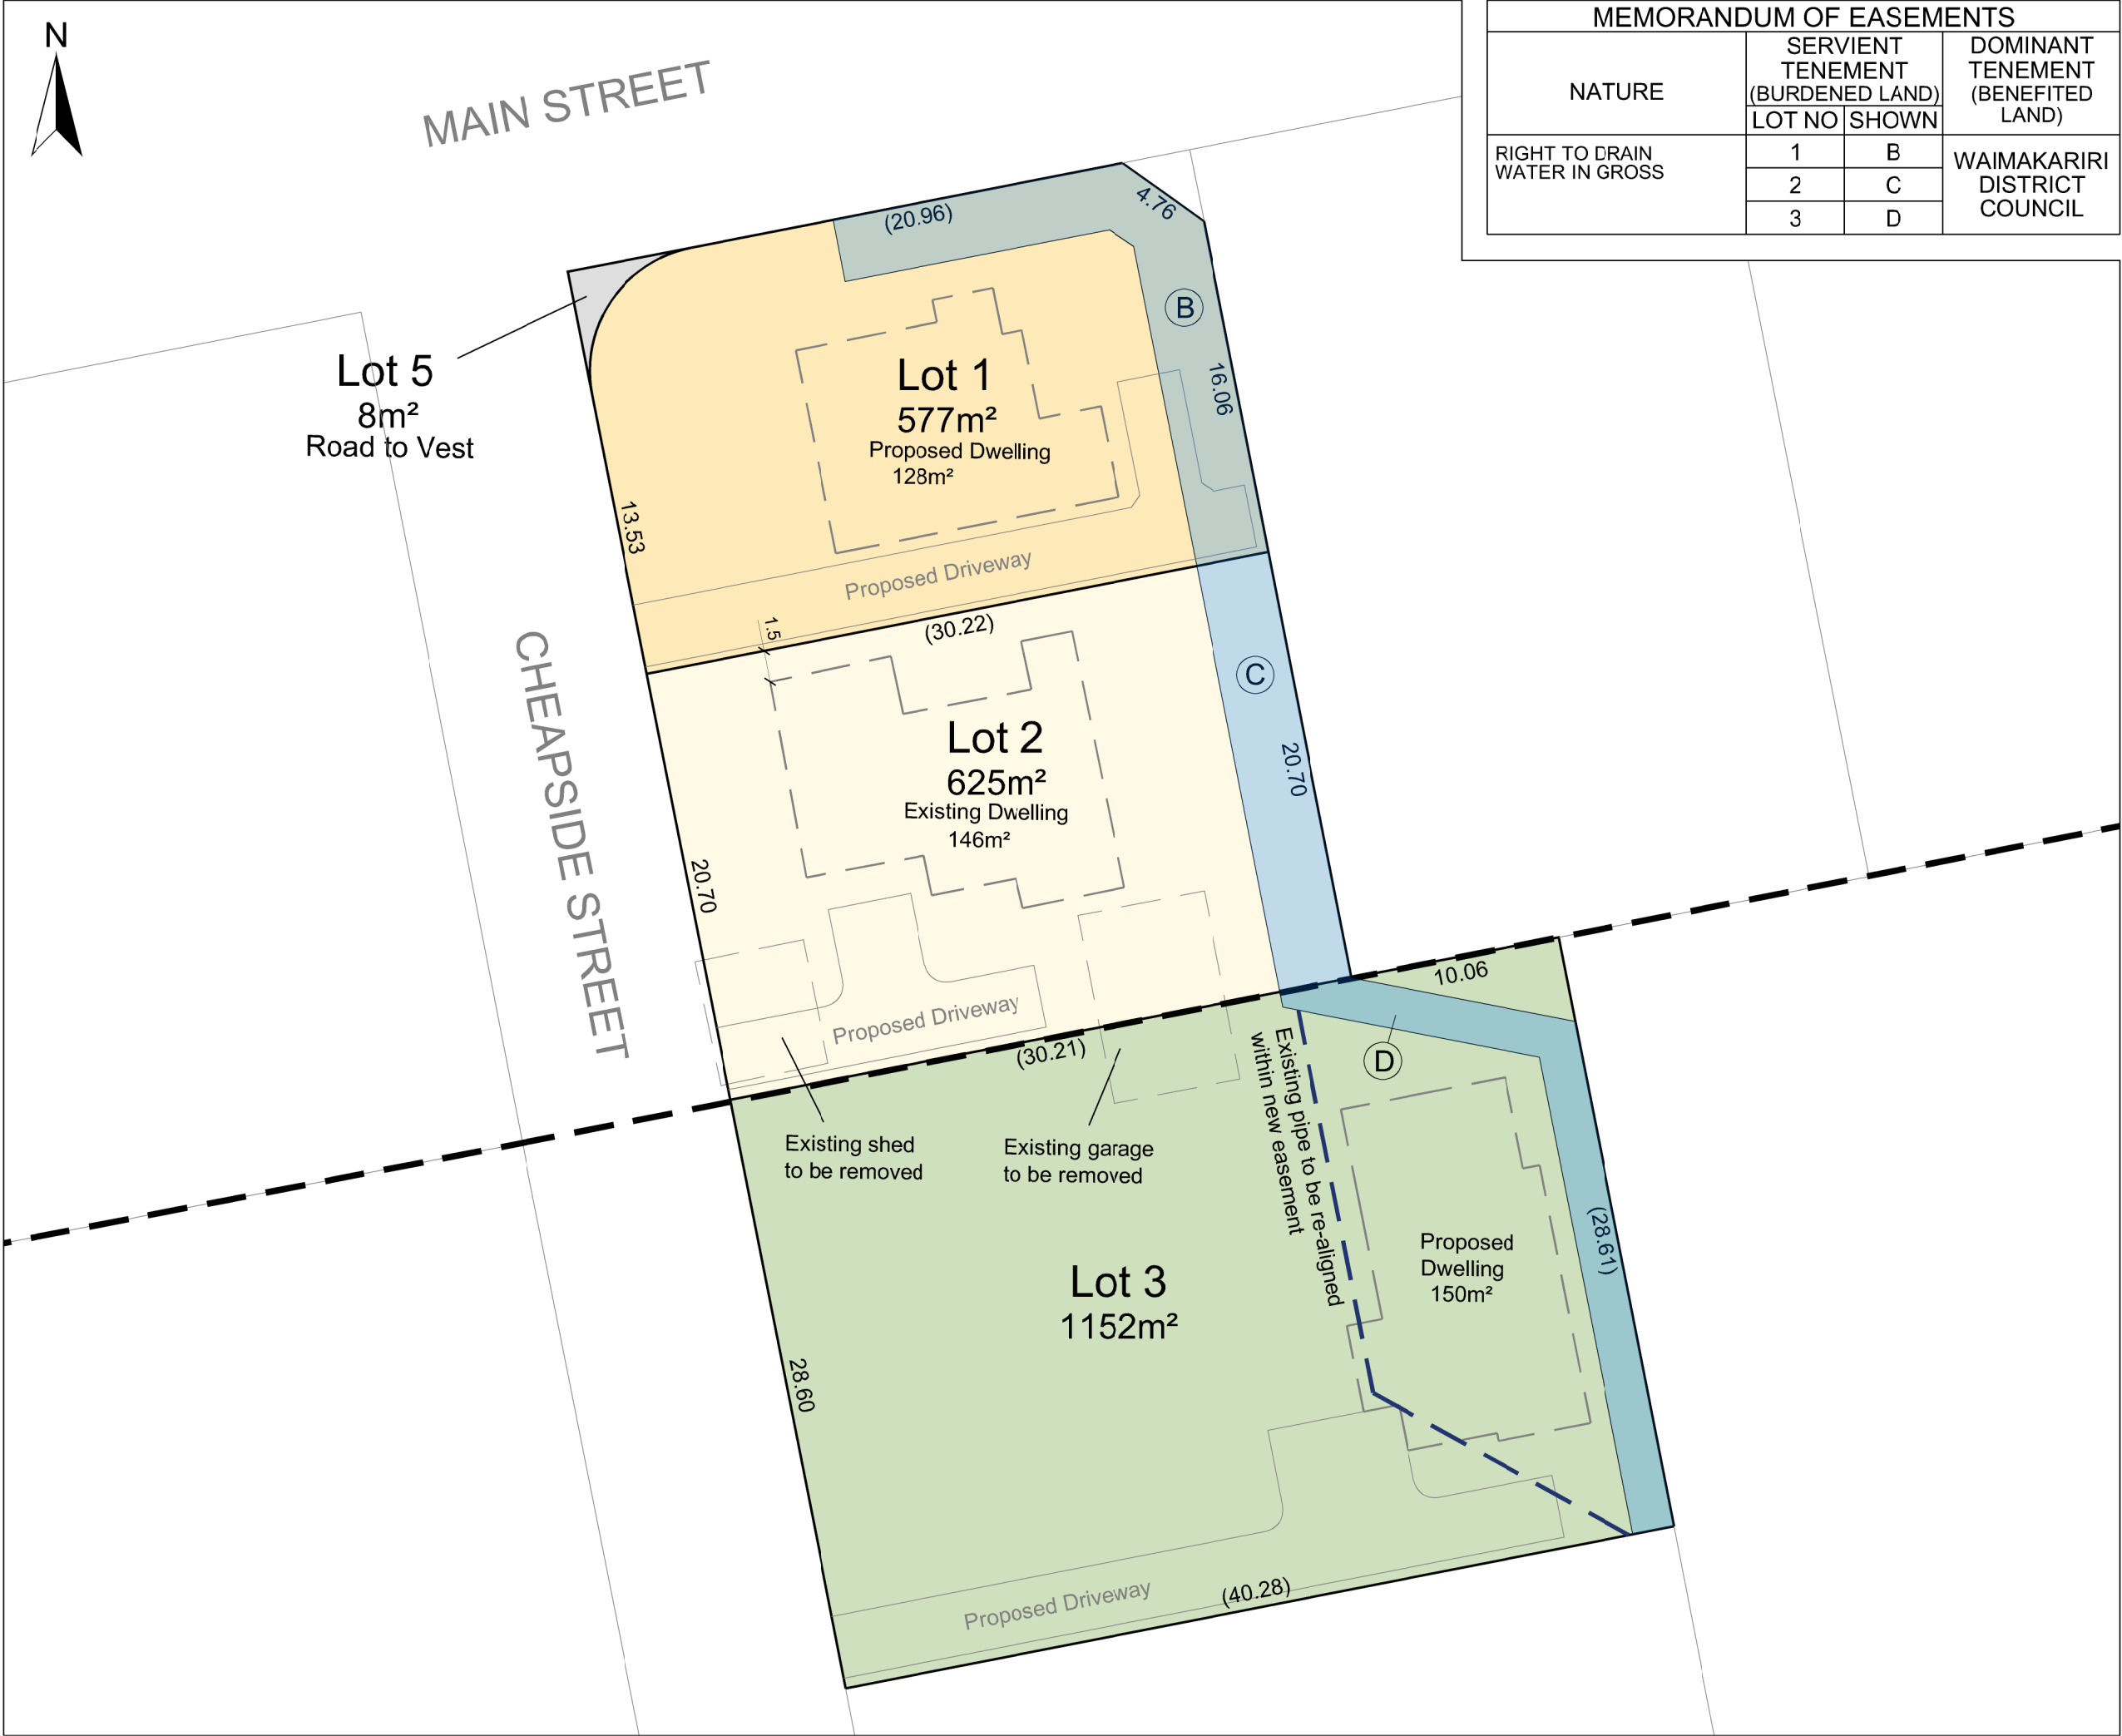 N
MAIN STREET
MEMORANDUM OF EASEMENTS
NATURE
SERVIENT
TENEMENT
(BURDENED LAND)
LOT NO SHOWN
DOMINANT
TENEMENT
(BENEFITED
LAND)
RIGHT TO DRAIN
WATER IN GROSS
1 B
2 C
3 D
WAIMAKARIRI
DISTRICT
COUNCIL
(20.96)
4.76
B
16.06
Lot 5
8m²
Road to Vest
Lot 1
577m²
Proposed Dwelling
128m²
13.53
Proposed Driveway
1.5
(30.22)
CHEAPSIDE STREET
C
Lot 2
625m²
Existing Dwelling
146m²
20.70
20.70
Proposed Driveway
10.06
(30.21)
D
Existing pipe to be re-aligned
within new easement
Existing shed
to be removed
Existing garage
to be removed
(28.61)
Proposed
Dwelling
150m²
Lot 3
1152m²
28.60
Proposed Driveway
(40.28)